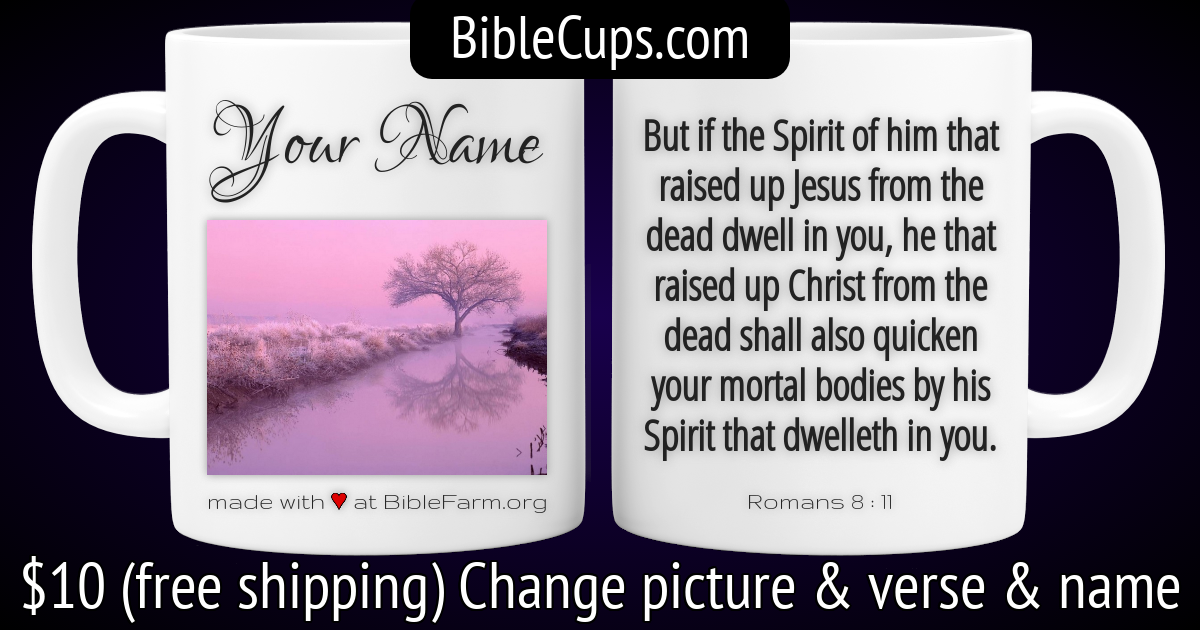 BibleCups.com
Your Name
made with ♥ at BibleFarm.org
But if the Spirit of him that
raised up Jesus from the
dead dwell in you, he that
raised up Christ from the
dead shall also quicken
your mortal bodies by his
Spirit that dwelleth in you.
Romans 8 : 11
$10 (free shipping) Change picture & verse & name